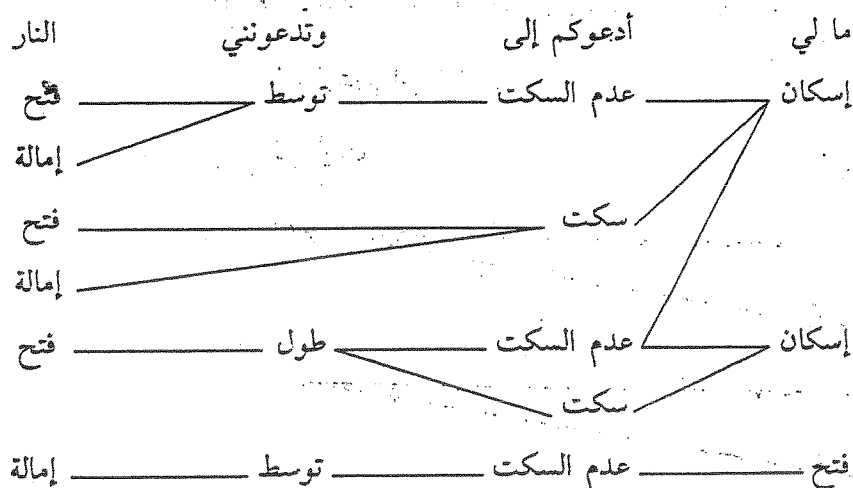 ما لي أدعوكم إلى وتدعونني النار
إسكان عدم السكت توسط فتح
إمالة
سكت فتح
إمالة
إسكان عدم السكت طول فتح
سكت
فتح عدم السكت توسط إمالة